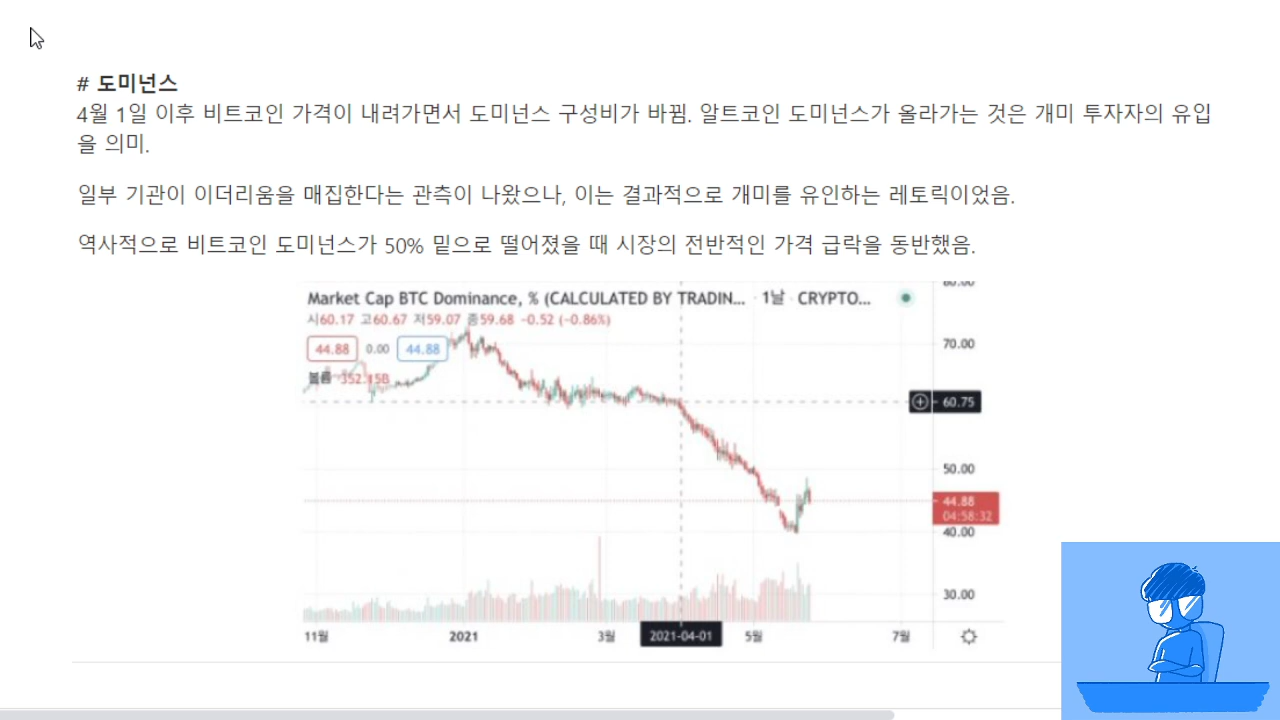 # 도미넌스
4월 1일 이후 비트코인 가격이 내려가면서 도미넌스 구성비가 바뀜. 알트코인 도미넌스가 올라가는 것은 개미 투자자의 유입
을 의미.
일부 기관이 이더리움을 매집한다는 관측이 나왔으나, 이는 결과적으로 개미를 유인하는 레토릭이었음.
역사적으로 비트코인 도미넌스가 50% 밑으로 떨어졌을 때 시장의 전반적인 가격 급락을 동반했음.
Market Cap BTC Dominance, % (CALCULATED BY TRADIN... · 1날 · CRYPTO...
시60.17 고60.67 저59.07 종59.68 -0.52 (-0.86%)
44.88 0.00 44.88
볼륨 352.15B
80.00
70.00
60.75
50.00
44.88
04:58:32
40.00
30.00
11월 2021 3월 2021-04-01 5월 7월